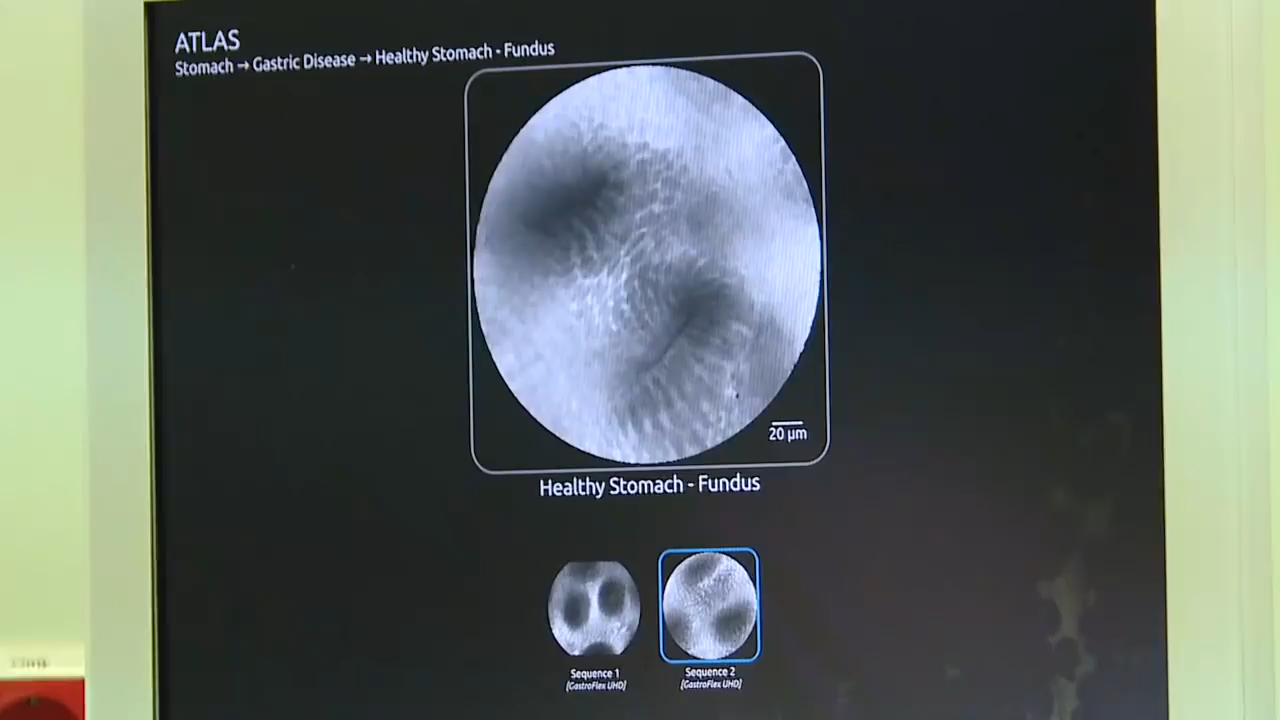 ATLAS
Stomach → Gastric Disease → Healthy Stomach - Fundus
20 µm
Healthy Stomach - Fundus
Sequence 1
[GastroFlex UHD]
Sequence 2
[GastroFlex UHD]